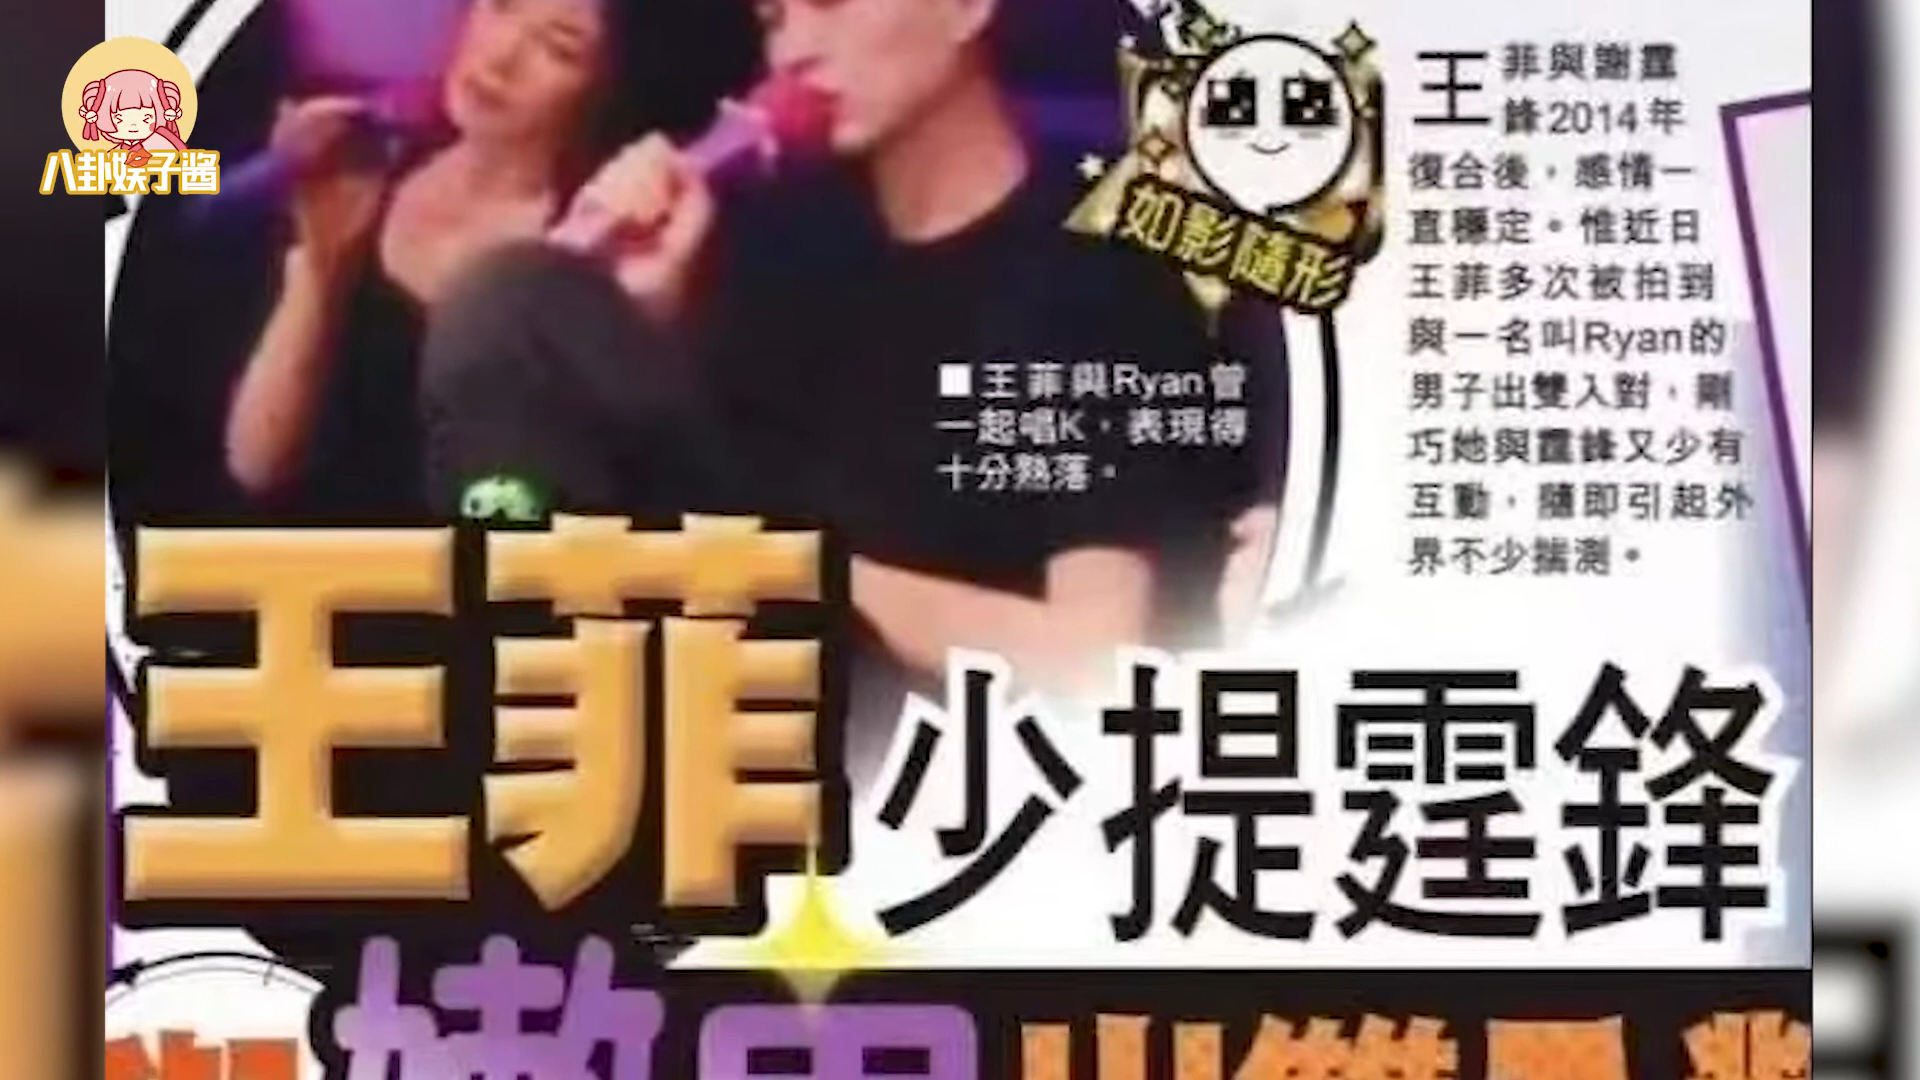 八卦娱子酱
如影隨形
王菲與謝霆
鋒2014年
復合後，感情一
直穩定。惟近日
王菲多次被拍到
與一名叫Ryan的
男子出雙入對，剛
巧她與霆鋒又少有
互動，隨即引起外
界不少揣測。
■王菲與Ryan曾
一起唱K，表現得
十分熟落。
王菲少提霆鋒
嫩男出雙